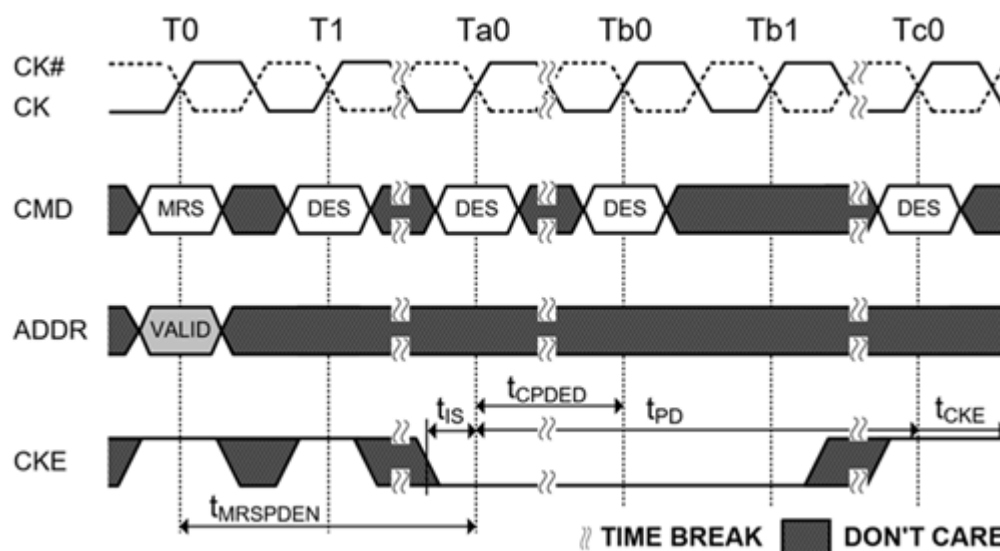 T0 T1 Ta0 Tb0 Tb1 Tc0
CK#
CK
CMD MRS DES DES DES DES
ADDR VALID
tIS tCPDED tPD tCKE
CKE
tMRSPDEN
TIME BREAK DON'T CARE